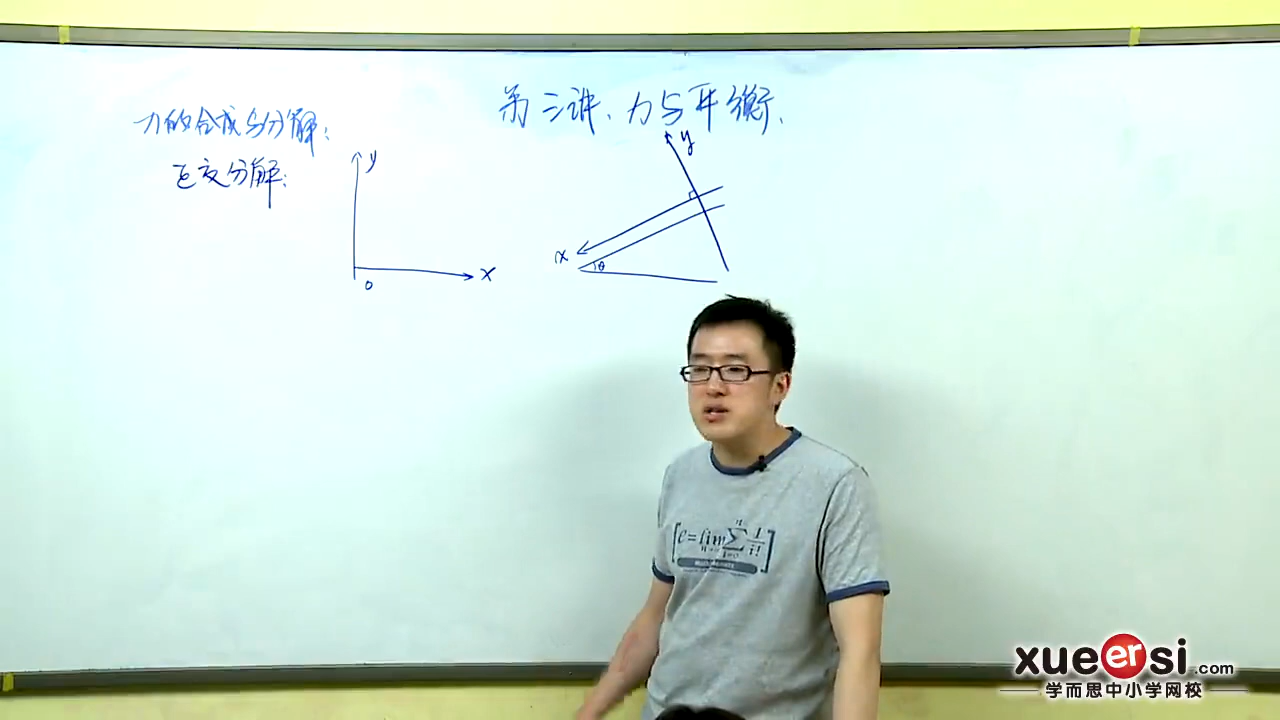 第三讲、力与平衡.
力的合成与分解:
正交分解:
y
x
o
y
x
θ
[e=lim∑1/i!]
xueersi.com
学而思中小学网校